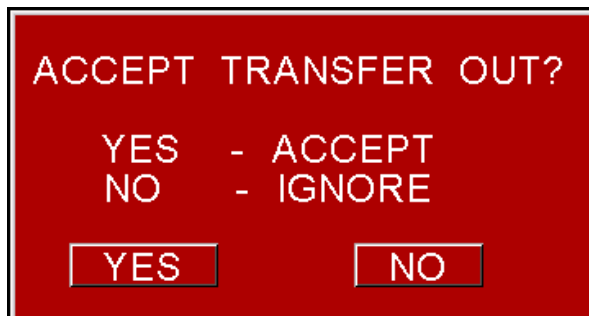 ACCEPT TRANSFER OUT?
YES - ACCEPT
NO - IGNORE
YES NO